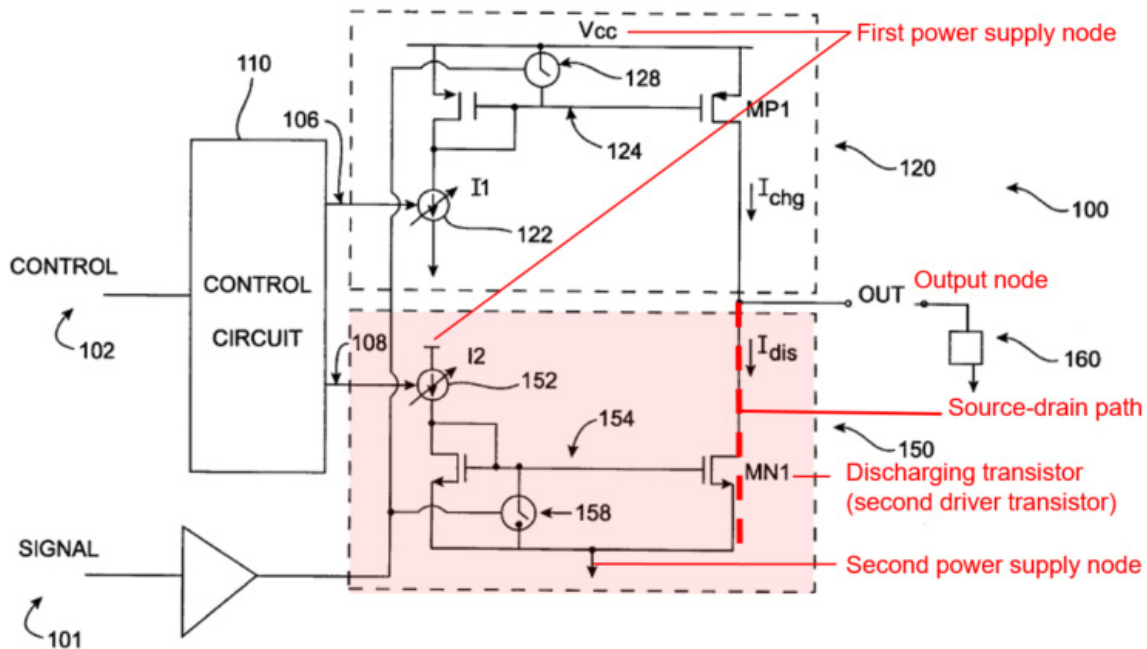 Vcc
First power supply node
110
128
106
MP1
124
120
I1
Ichg
100
122
CONTROL
CONTROL
CIRCUIT
OUT
Output node
102
108
I2
Idis
152
160
Source-drain path
154
150
MN1
Discharging transistor
(second driver transistor)
158
SIGNAL
Second power supply node
101